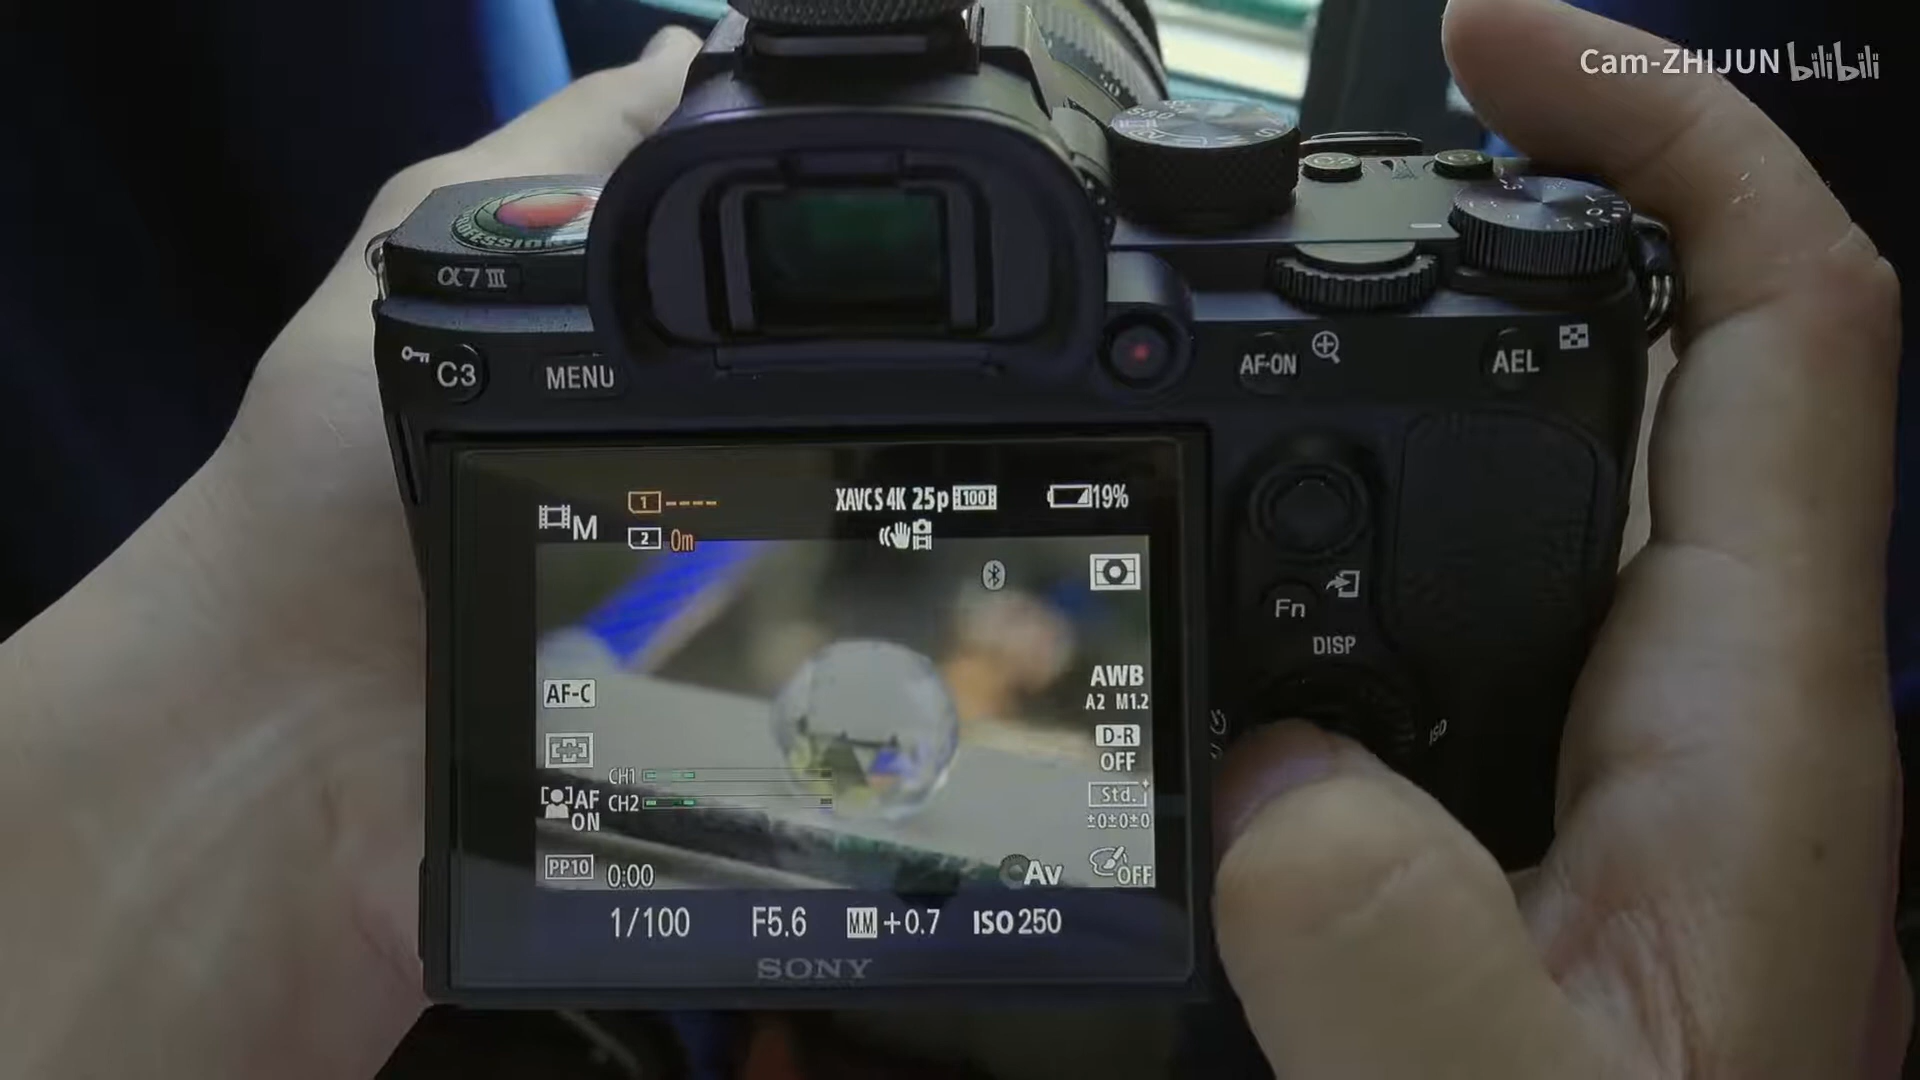 Cam-ZHIJUN bilibili
α7III
C3
MENU
AF-ON
AEL
1 ----
XAVC S 4K 25p 100
19%
M
2 0m
Fn
DISP
AWB
A2 M1.2
AF-C
D-R
OFF
ISO
CH1
Std.
AF
ON
CH2
±0±0±0
PP10
0:00
Av
OFF
1/100
F5.6
M.M. +0.7
ISO 250
SONY